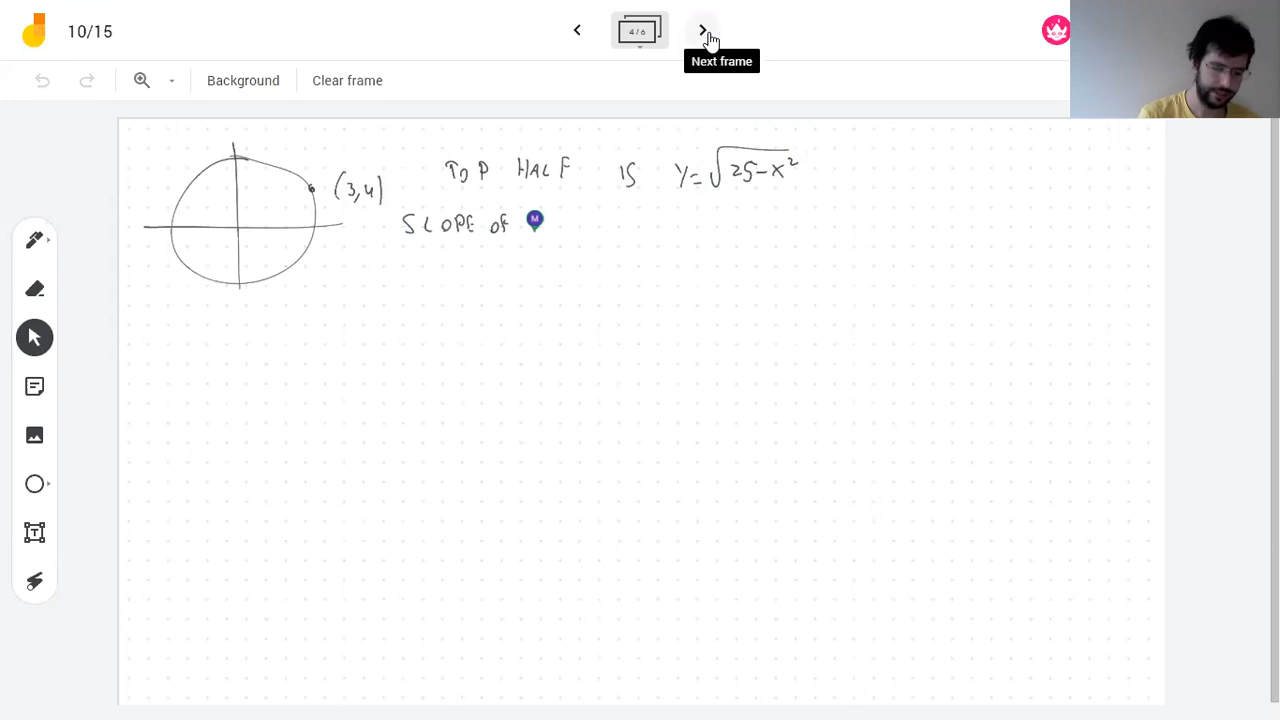 10/15
4 / 6
Next frame
Background
Clear frame
TOP HALF IS Y=√25-X²
(3,4)
SLOPE OF
M